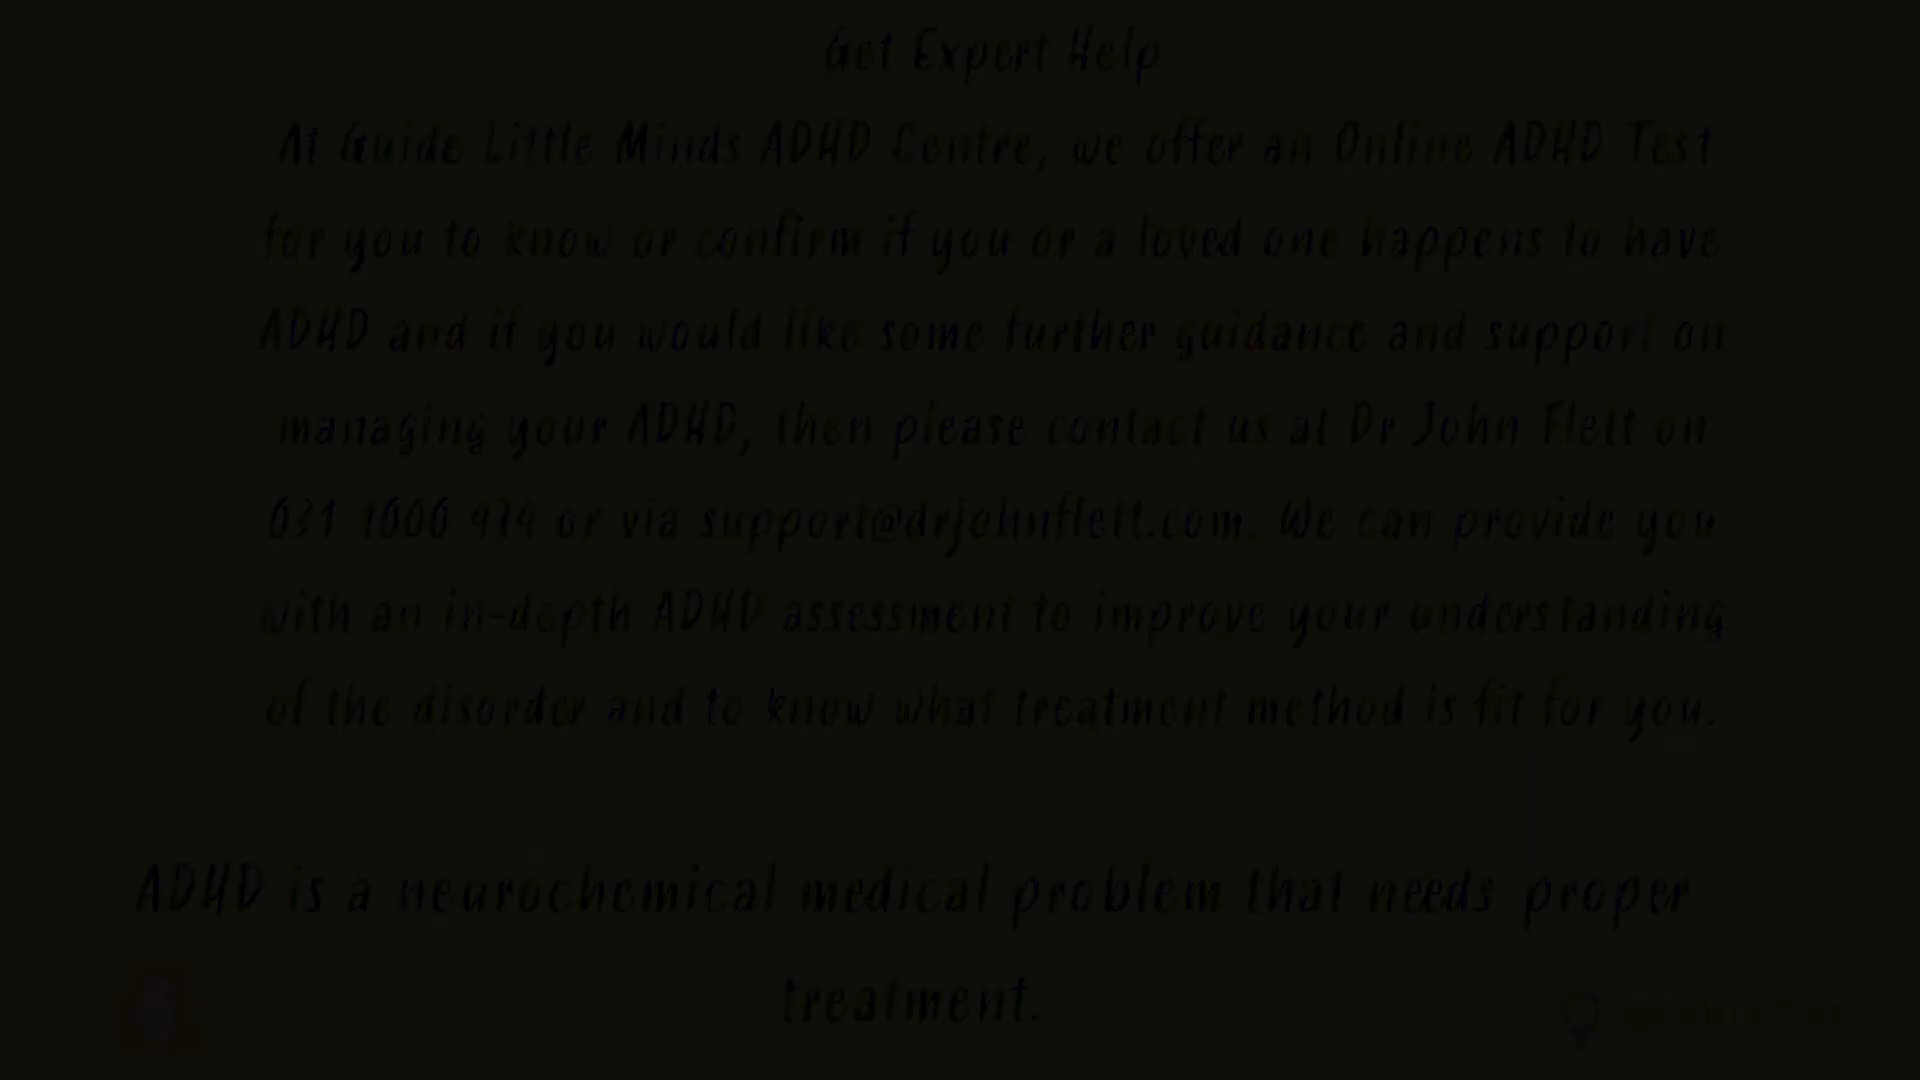 Get Expert Help
At Guide Little Minds ADHD Centre, we offer an Online ADHD Test
for you to know or confirm if you or a loved one happens to have
ADHD and if you would like some further guidance and support on
managing your ADHD, then please contact us at Dr John Flett on
031 1000 474 or via support@drjohnflett.com. We can provide you
with an in-depth ADHD assessment to improve your understanding
of the disorder and to know what treatment method is fit for you.
ADHD is a neurochemical medical problem that needs proper
treatment.